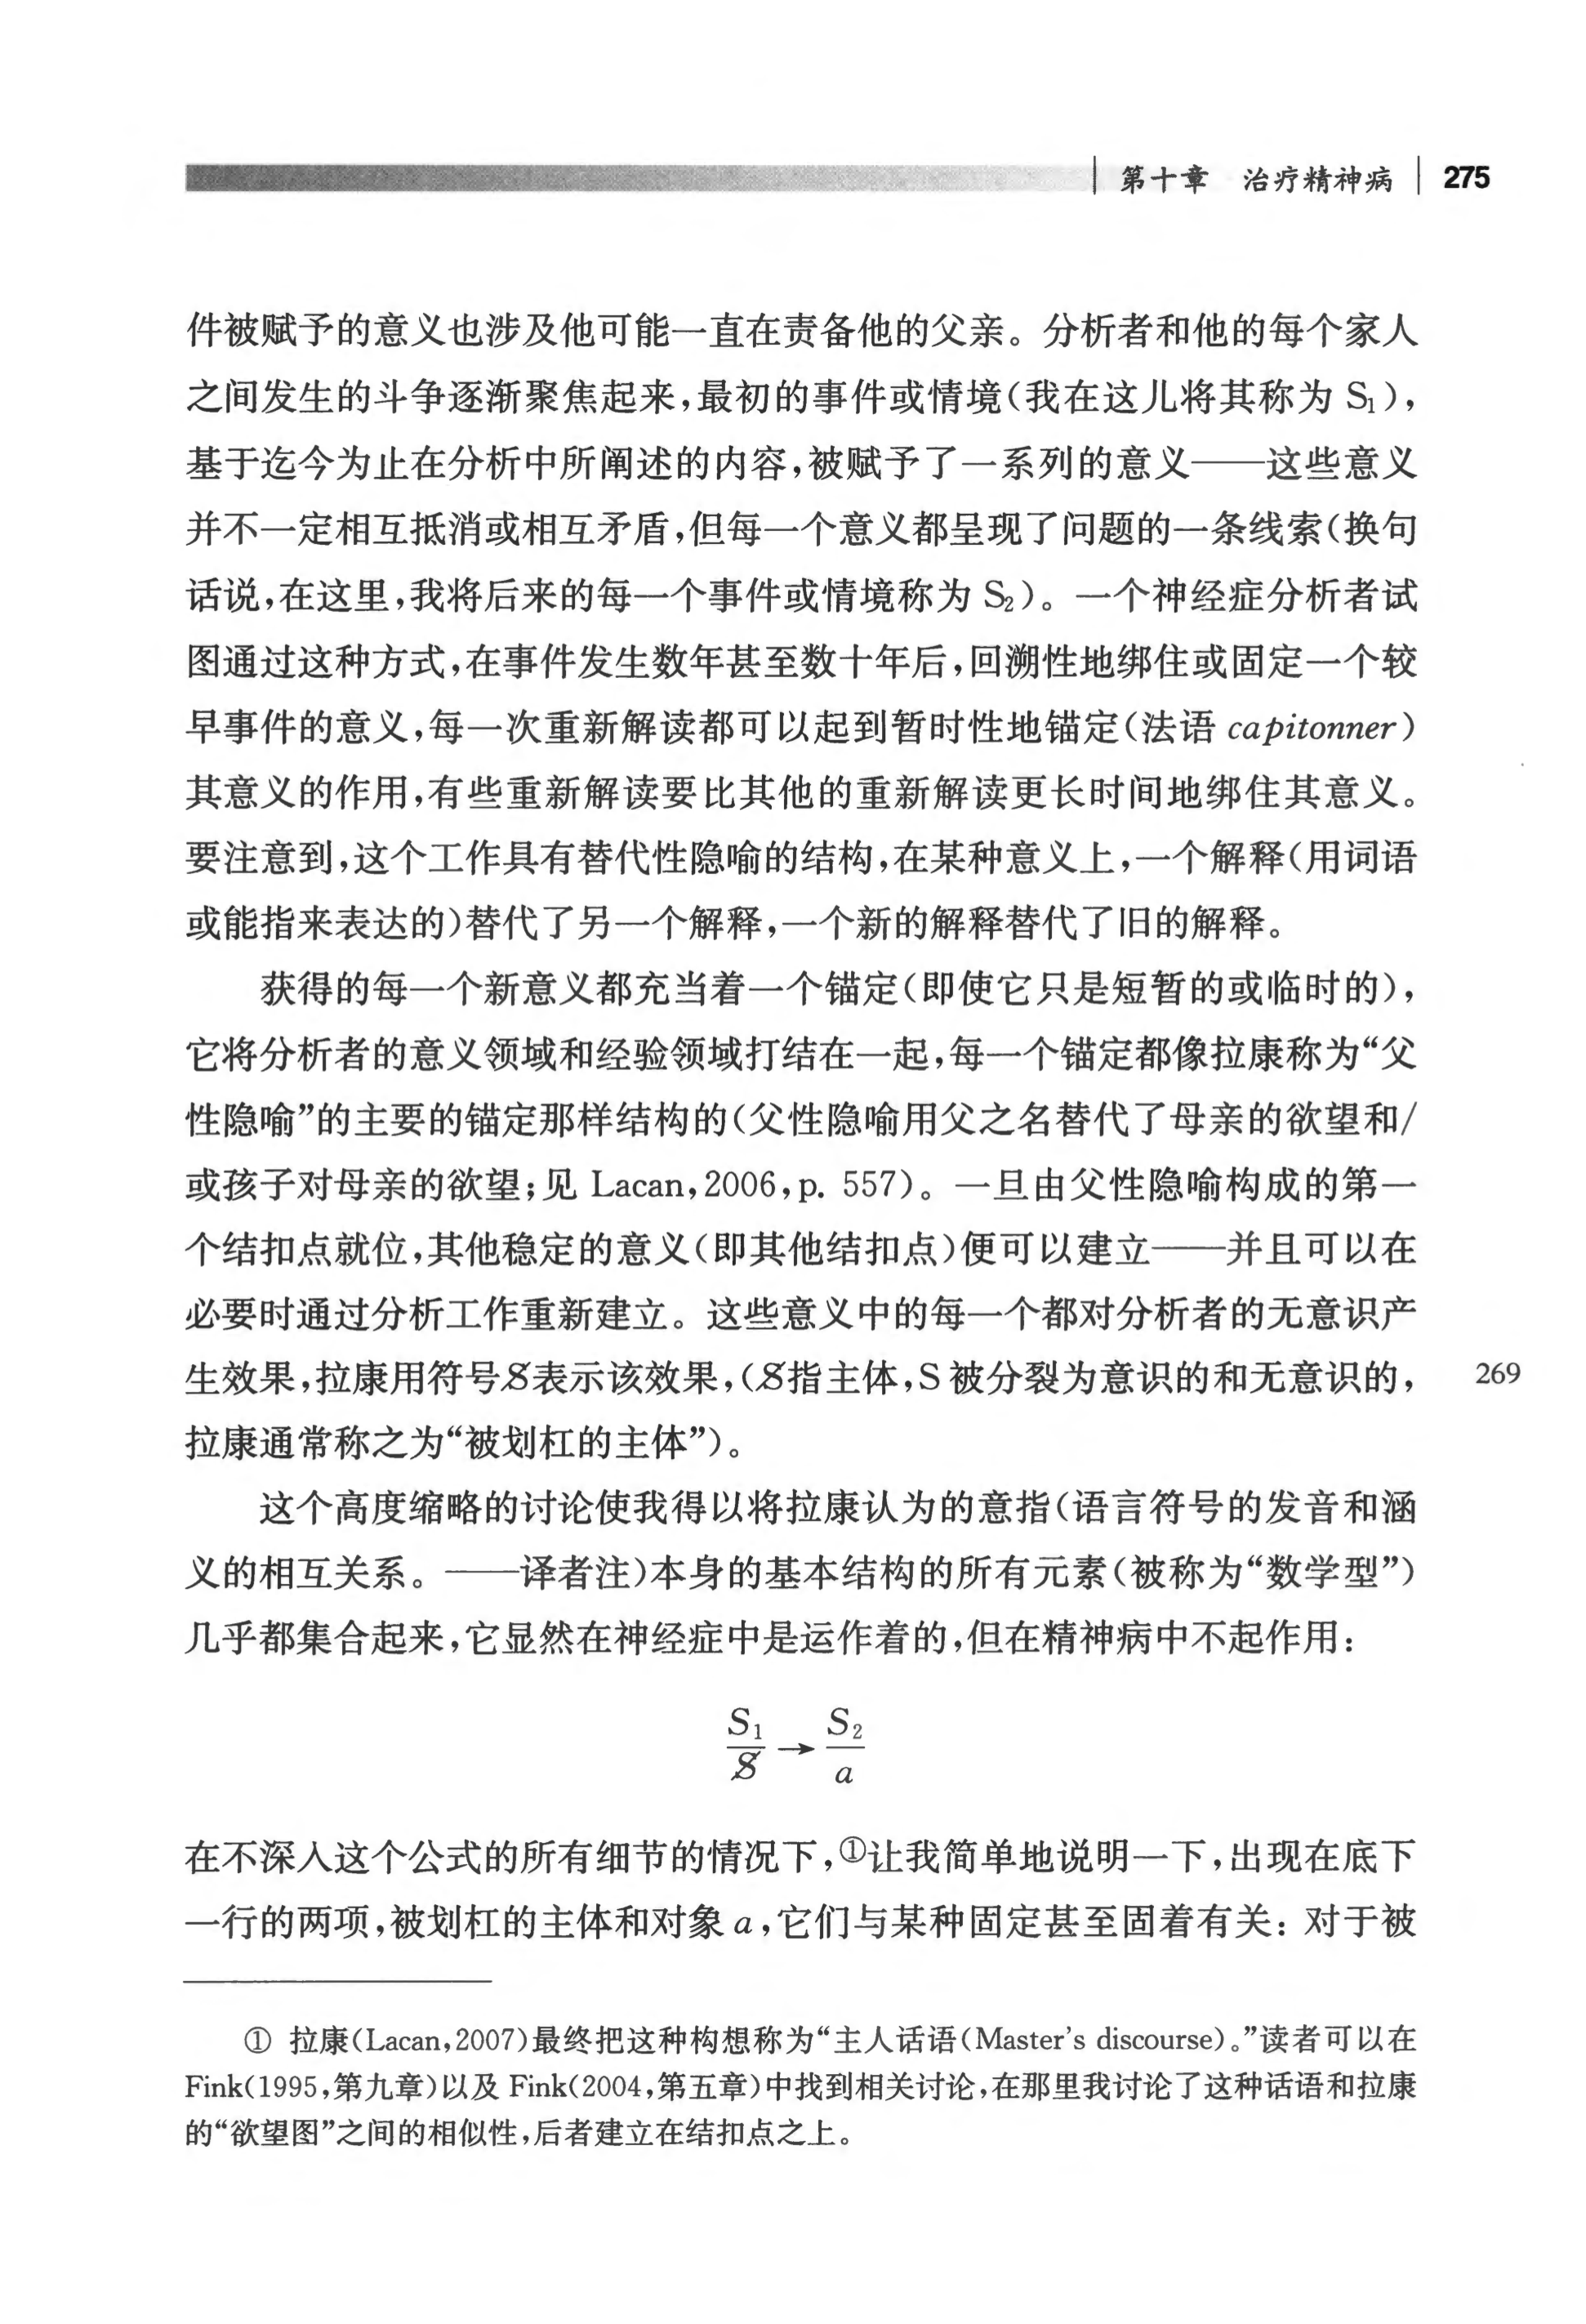 第十章 治疗精神病 275
件被赋予的意义也涉及他可能一直在责备他的父亲。分析者和他的每个家人
之间发生的斗争逐渐聚焦起来,最初的事件或情境(我在这儿将其称为 S₁),
基于迄今为止在分析中所阐述的内容,被赋予了一系列的意义——这些意义
并不一定相互抵消或相互矛盾,但每一个意义都呈现了问题的一条线索(换句
话说,在这里,我将后来的每一个事件或情境称为 S₂)。一个神经症分析者试
图通过这种方式,在事件发生数年甚至数十年后,回溯性地绑住或固定一个较
早事件的意义,每一次重新解读都可以起到暂时性地锚定(法语 capitonner)
其意义的作用,有些重新解读要比其他的重新解读更长时间地绑住其意义。
要注意到,这个工作具有替代性隐喻的结构,在某种意义上,一个解释(用词语
或能指来表达的)替代了另一个解释,一个新的解释替代了旧的解释。
获得的每一个新意义都充当着一个锚定(即使它只是短暂的或临时的),
它将分析者的意义领域和经验领域打结在一起,每一个锚定都像拉康称为“父
性隐喻”的主要的锚定那样结构的(父性隐喻用父之名替代了母亲的欲望和/
或孩子对母亲的欲望;见 Lacan,2006,p. 557)。一旦由父性隐喻构成的第一
个结扣点就位,其他稳定的意义(即其他结扣点)便可以建立——并且可以在
必要时通过分析工作重新建立。这些意义中的每一个都对分析者的无意识产
生效果,拉康用符号S̸表示该效果,(S̸指主体,S 被分裂为意识的和无意识的, 269
拉康通常称之为“被划杠的主体”)。
这个高度缩略的讨论使我得以将拉康认为的意指(语言符号的发音和涵
义的相互关系。——译者注)本身的基本结构的所有元素(被称为“数学型”)
几乎都集合起来,它显然在神经症中是运作着的,但在精神病中不起作用:
S₁/S̸ → S₂/a
在不深入这个公式的所有细节的情况下,①让我简单地说明一下,出现在底下
一行的两项,被划杠的主体和对象 a,它们与某种固定甚至固着有关: 对于被
① 拉康(Lacan,2007)最终把这种构想称为“主人话语(Master's discourse)。”读者可以在
Fink(1995,第九章)以及 Fink(2004,第五章)中找到相关讨论,在那里我讨论了这种话语和拉康
的“欲望图”之间的相似性,后者建立在结扣点之上。